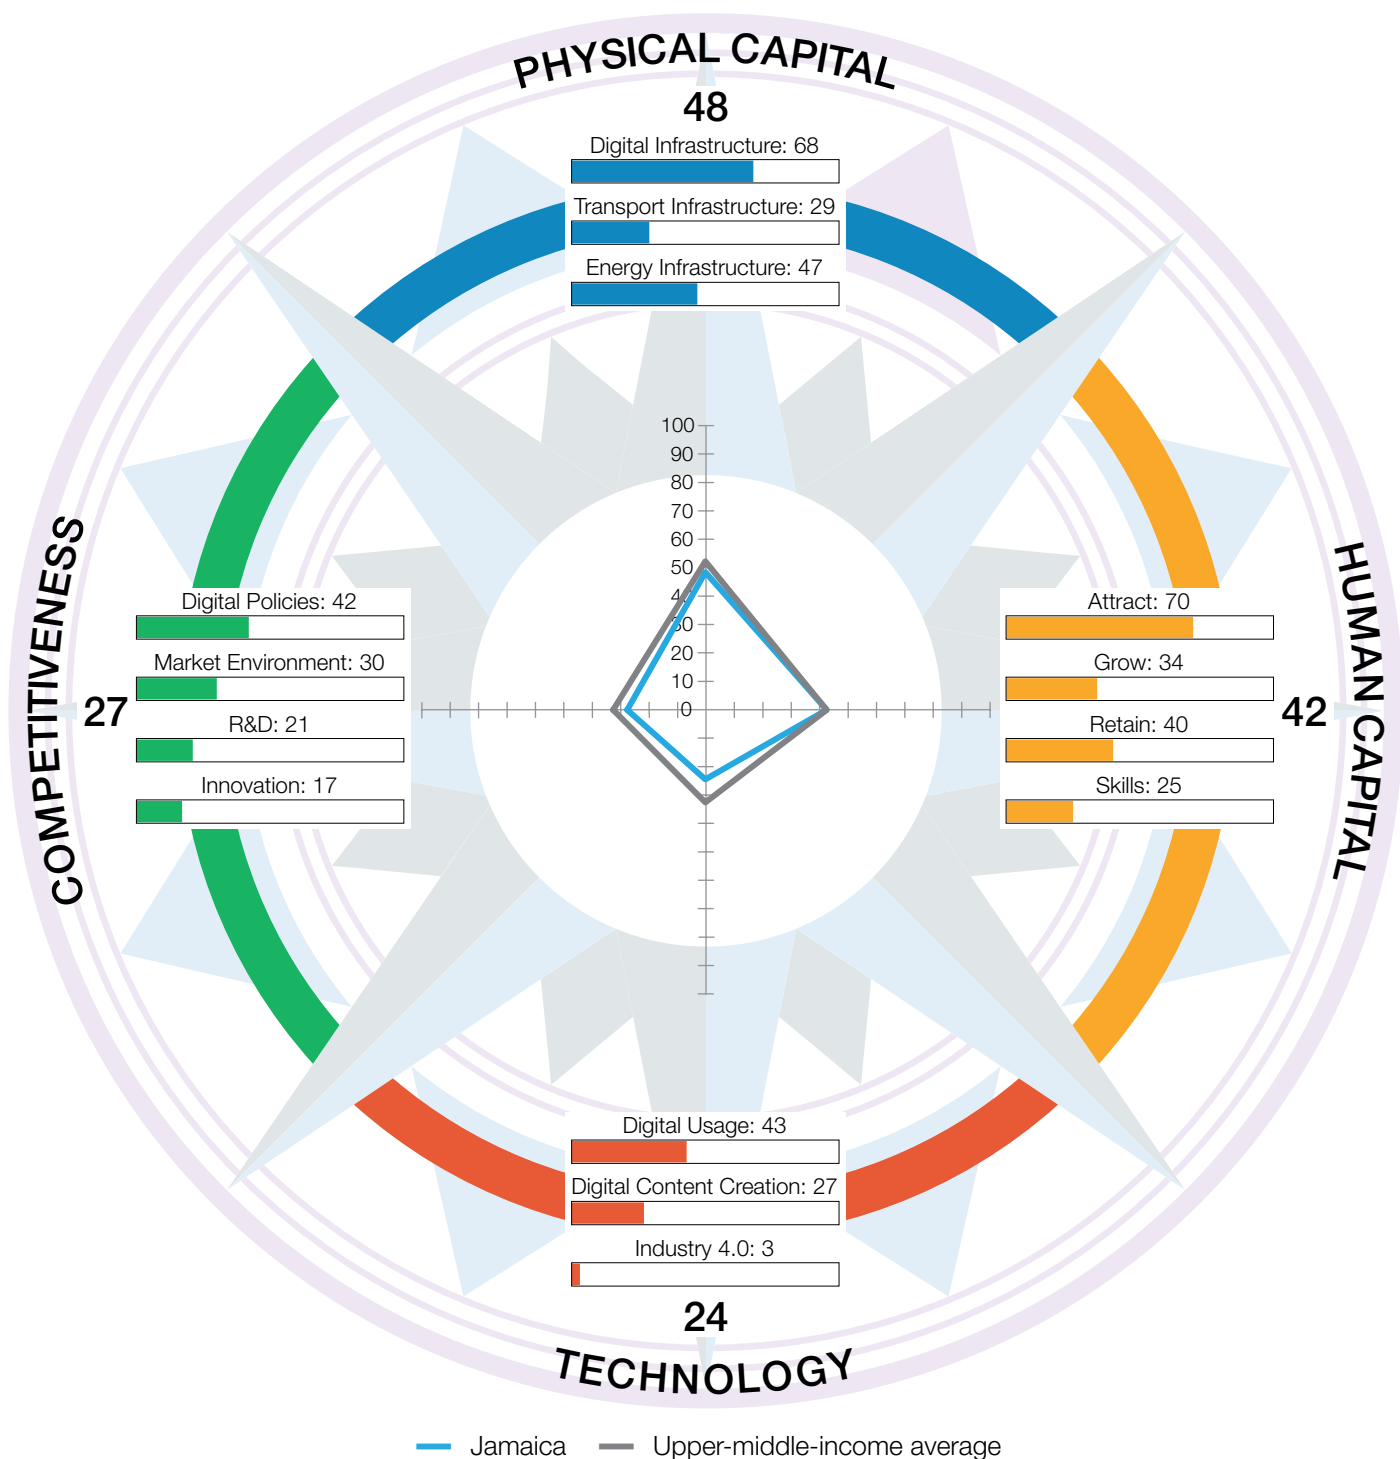 PHYSICAL CAPITAL
48
Digital Infrastructure: 68
Transport Infrastructure: 29
Energy Infrastructure: 47
100
90
80
70
60
50
40
30
20
10
0
COMPETITIVENESS
27
Digital Policies: 42
Market Environment: 30
R&D: 21
Innovation: 17
HUMAN CAPITAL
42
Attract: 70
Grow: 34
Retain: 40
Skills: 25
Digital Usage: 43
Digital Content Creation: 27
Industry 4.0: 3
24
TECHNOLOGY
Jamaica
Upper-middle-income average